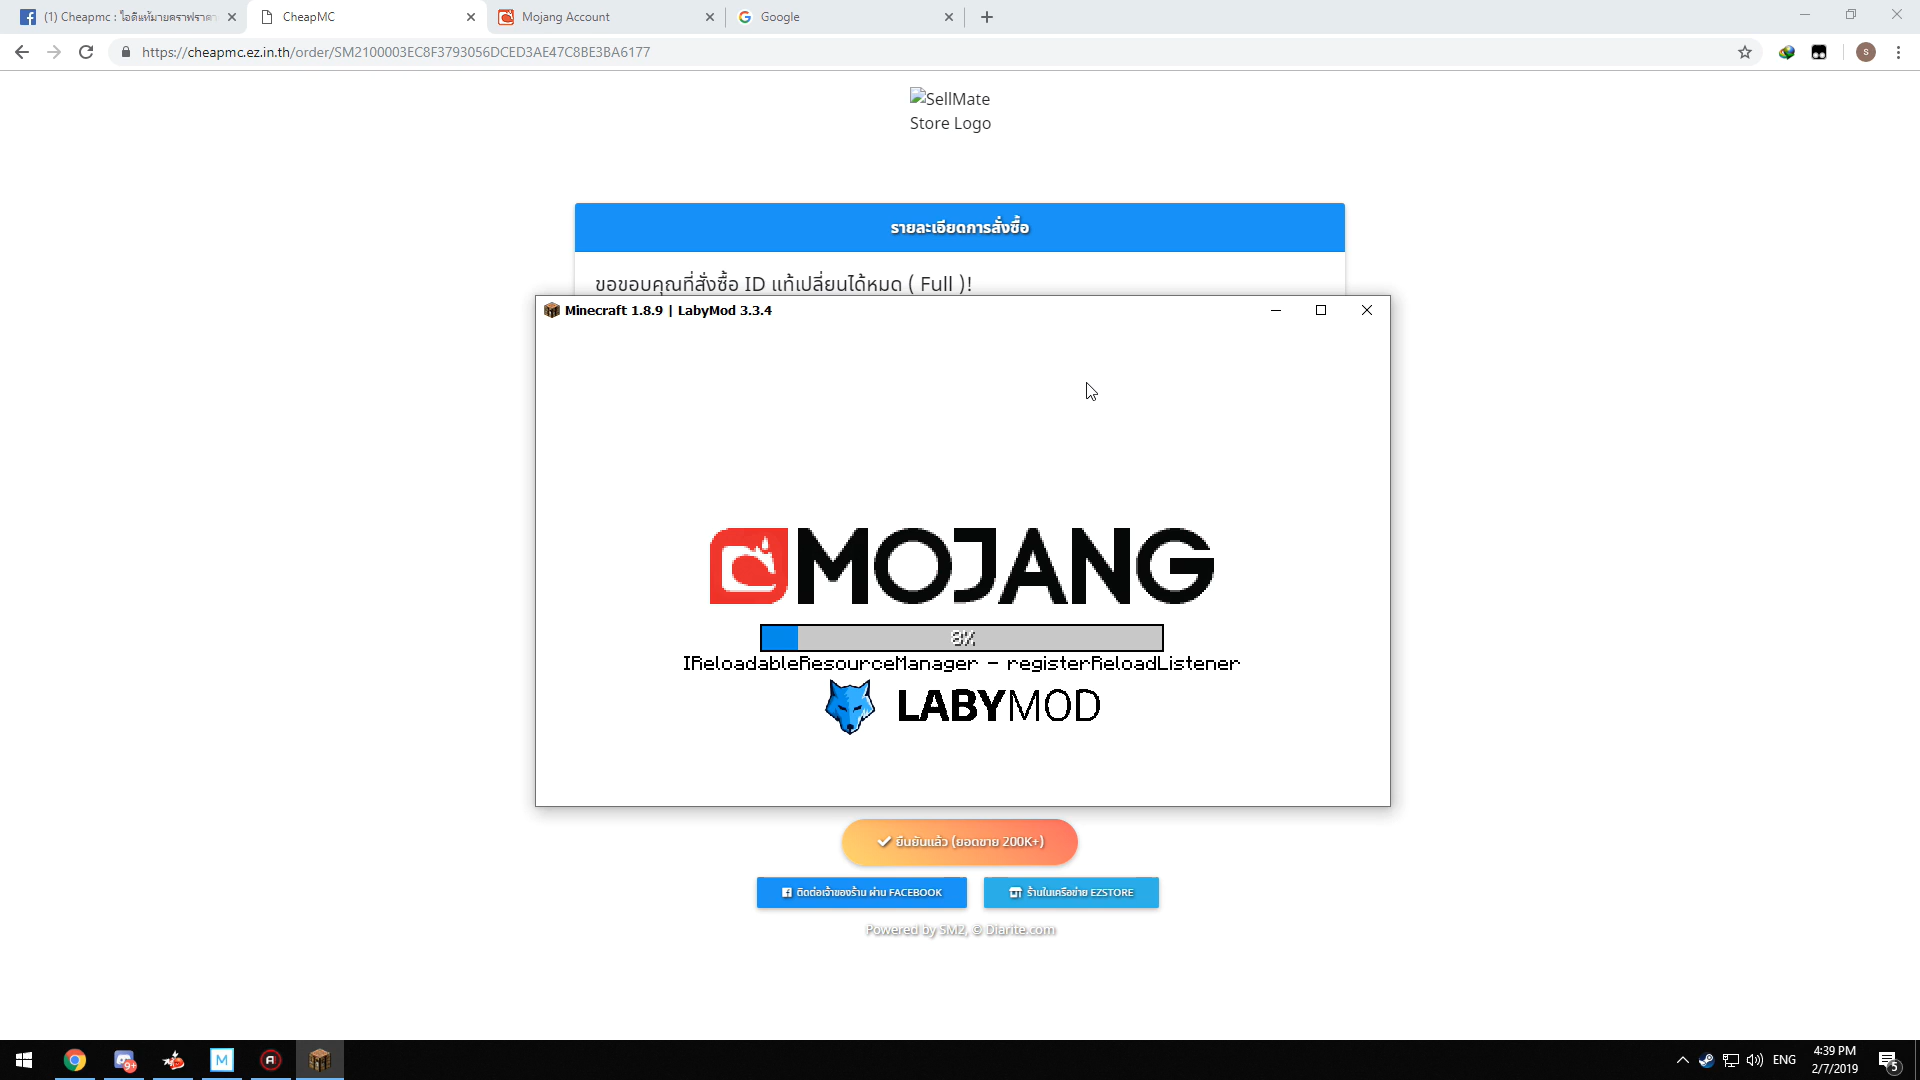 (1) Cheapmc : ไอดีแท้มายคราฟราคา
CheapMC
Mojang Account
Google
https://cheapmc.ez.in.th/order/SM2100003EC8F3793056DCED3AE47C8BE3BA6177
SellMate
Store Logo
รายละเอียดการสั่งซื้อ
ขอขอบคุณที่สั่งซื้อ ID แท้เปลี่ยนได้หมด ( Full )!
Minecraft 1.8.9 | LabyMod 3.3.4
MOJANG
8%
IReloadableResourceManager - registerReloadListener
LABYMOD
ยืนยันแล้ว (ยอดขาย 200K+)
ติดต่อเจ้าของร้าน ผ่าน FACEBOOK
ร้านในเครือข่าย EZSTORE
Powered by SM2, © Diarite.com
ENG
4:39 PM
2/7/2019
9+
M
A
S
5